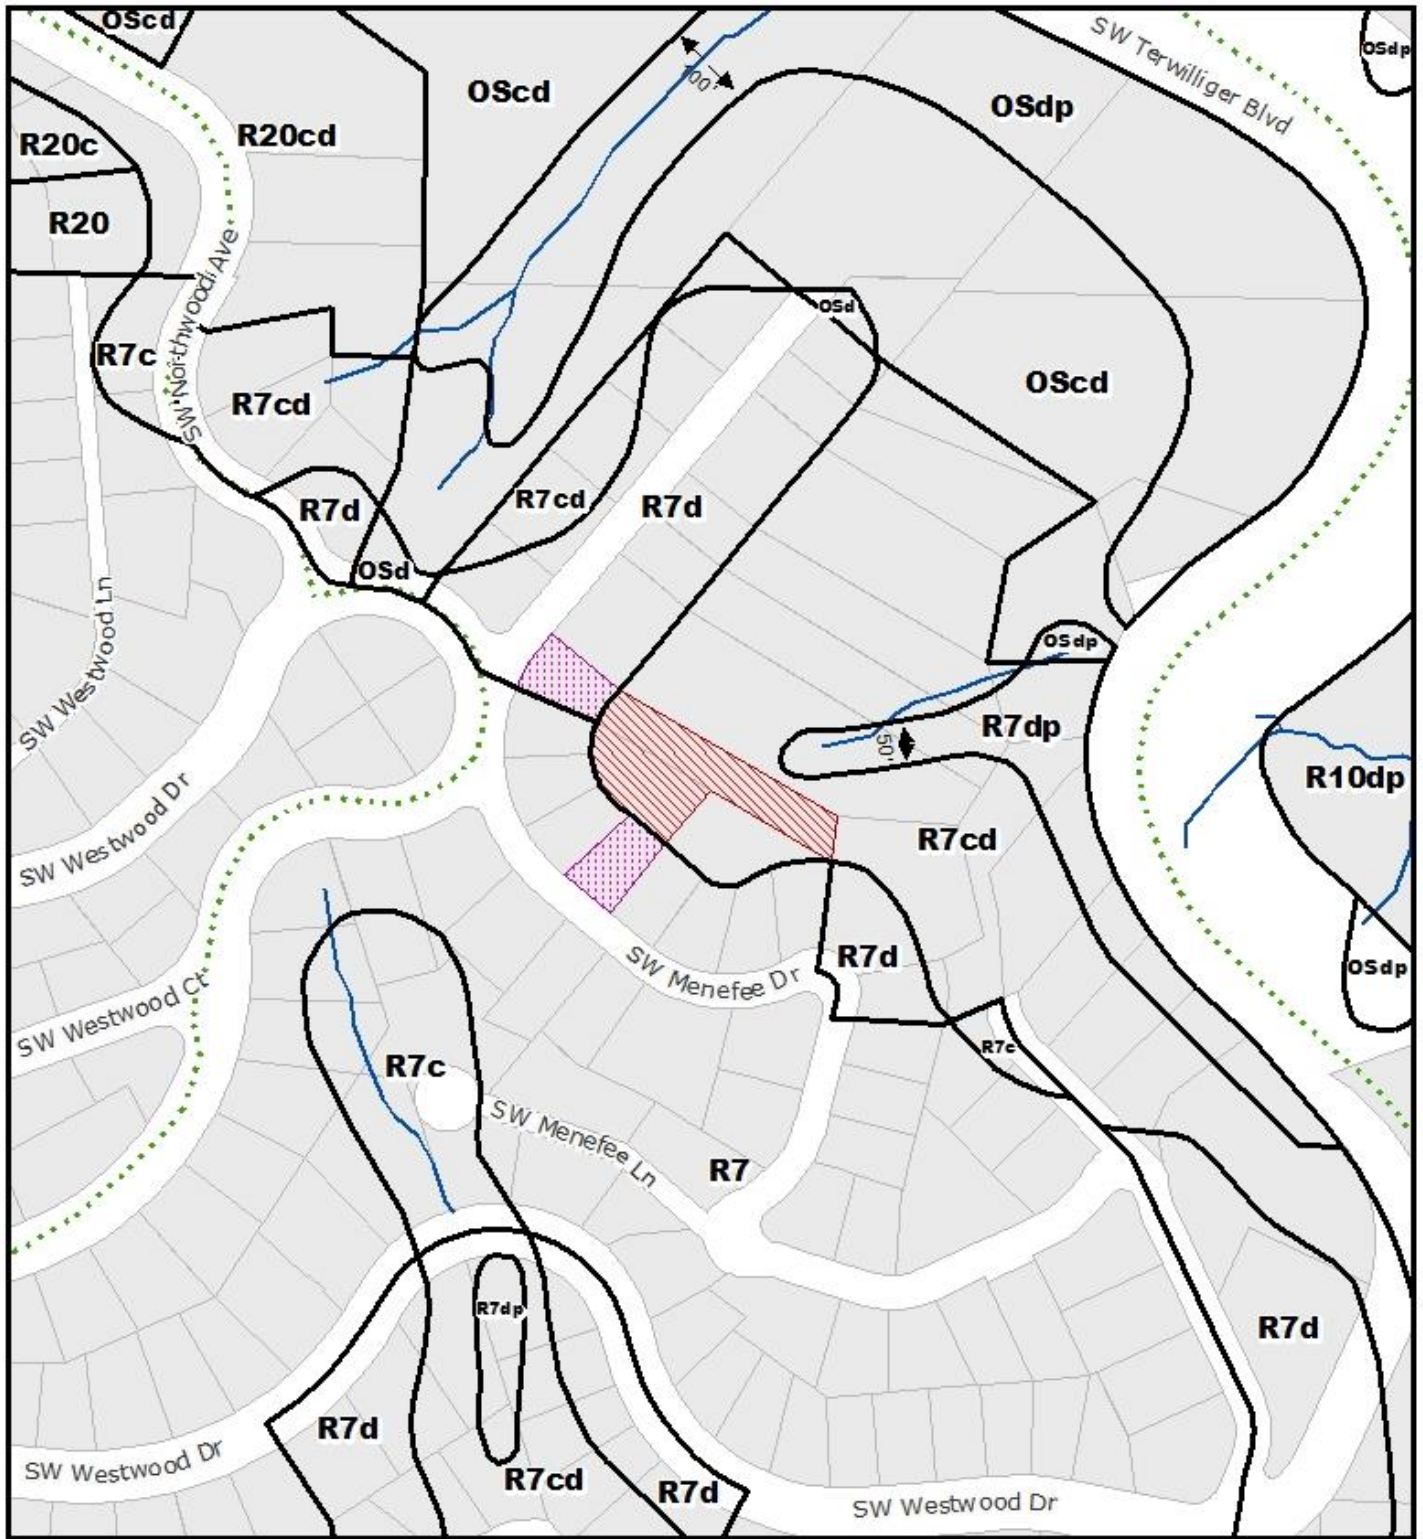 OScd
SW Terwilliger Blvd
OSdp
OScd
100'
OSdp
R20cd
R20c
R20
SW Northwood Ave
OSd
R7c
OScd
R7cd
R7cd
R7d
R7d
OSd
SW Westwood Ln
OSdp
R7dp
50'
R10dp
SW Westwood Dr
R7cd
R7d
SW Menefee Dr
OSdp
SW Westwood Ct
R7c
R7c
SW Menefee Ln
R7
R7dp
R7d
R7d
SW Westwood Dr
R7cd
R7d
SW Westwood Dr